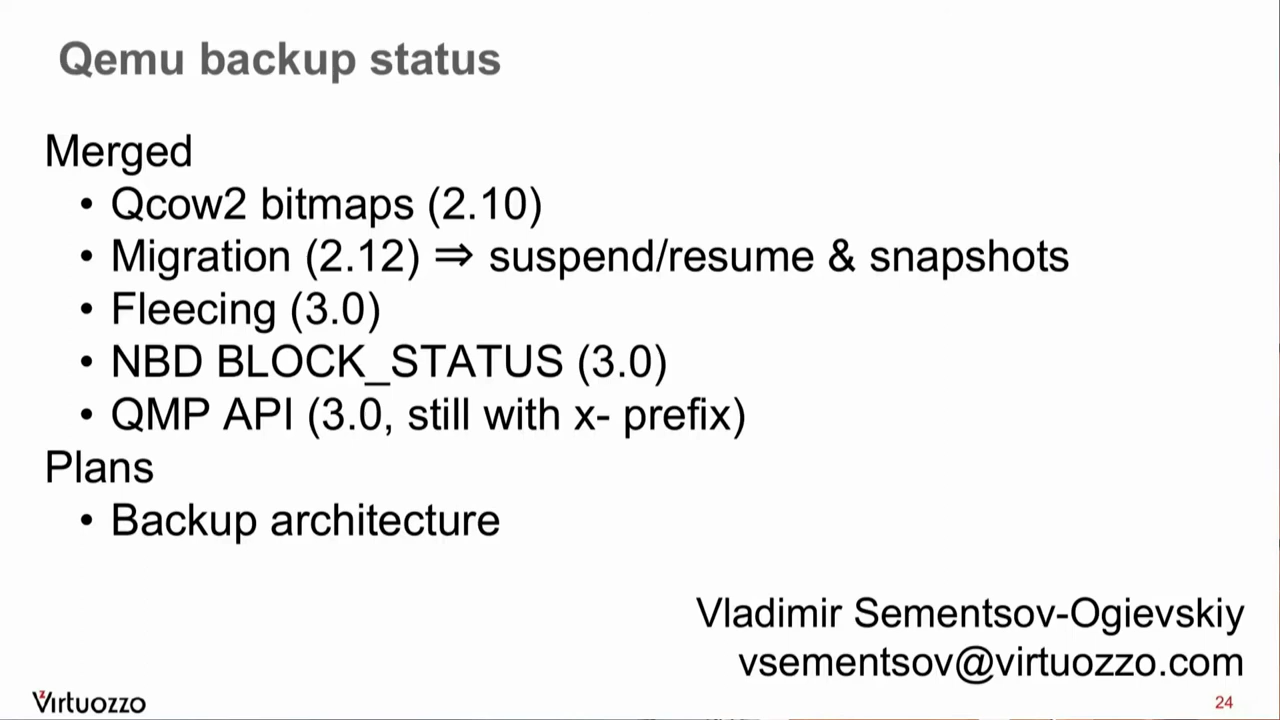 Qemu backup status
Merged
• Qcow2 bitmaps (2.10)
• Migration (2.12) ⇒ suspend/resume & snapshots
• Fleecing (3.0)
• NBD BLOCK_STATUS (3.0)
• QMP API (3.0, still with x- prefix)
Plans
• Backup architecture
Vladimir Sementsov-Ogievskiy
vsementsov@virtuozzo.com
Virtuozzo
24